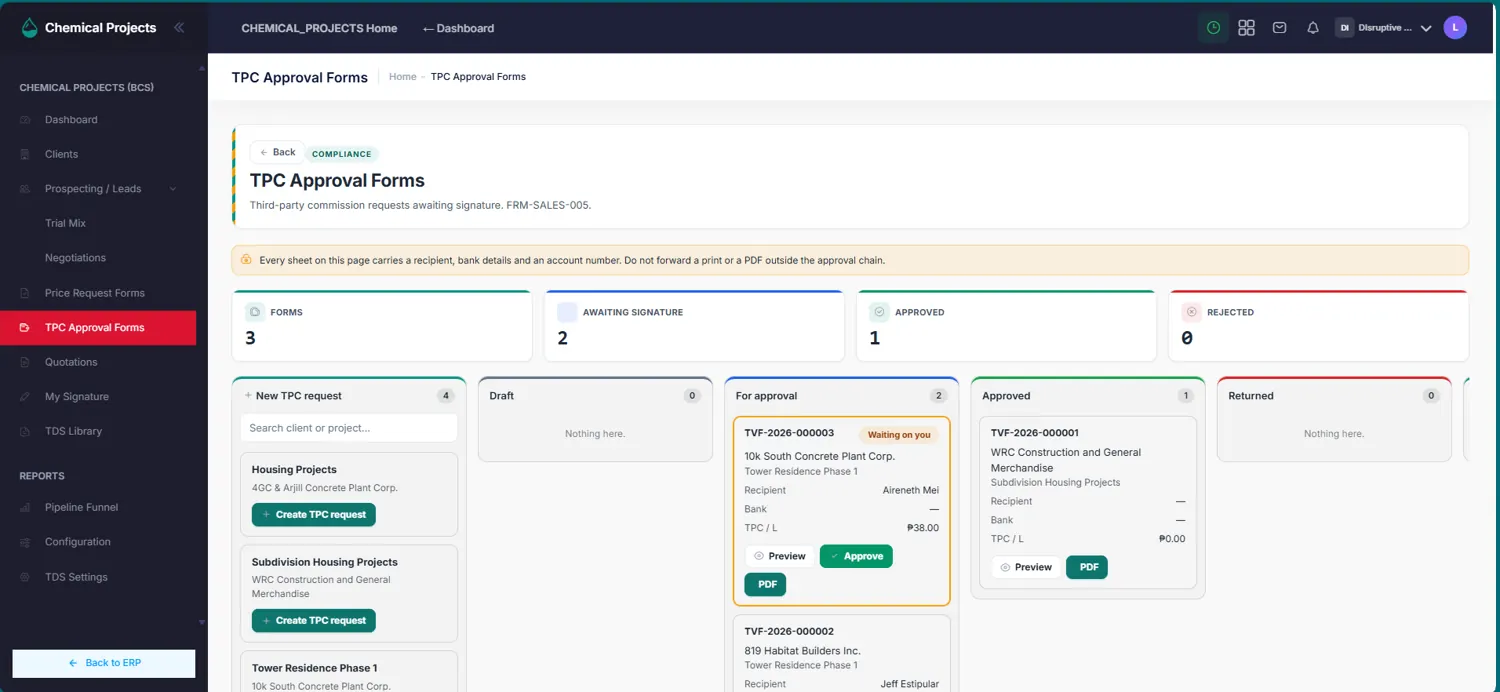 Chemical Projects
CHEMICAL_PROJECTS Home
← Dashboard
DI
DIsruptive ...
L
CHEMICAL PROJECTS (BCS)
Dashboard
Clients
Prospecting / Leads
Trial Mix
Negotiations
Price Request Forms
TPC Approval Forms
Quotations
My Signature
TDS Library
REPORTS
Pipeline Funnel
Configuration
TDS Settings
← Back to ERP
TPC Approval Forms
Home - TPC Approval Forms
← Back
COMPLIANCE
TPC Approval Forms
Third-party commission requests awaiting signature. FRM-SALES-005.
Every sheet on this page carries a recipient, bank details and an account number. Do not forward a print or a PDF outside the approval chain.
FORMS
3
AWAITING SIGNATURE
2
APPROVED
1
REJECTED
0
+ New TPC request 4
Search client or project...
Housing Projects
4GC & Arjill Concrete Plant Corp.
+ Create TPC request
Subdivision Housing Projects
WRC Construction and General
Merchandise
+ Create TPC request
Tower Residence Phase 1
10k South Concrete Plant Corp.
Draft 0
Nothing here.
For approval 2
TVF-2026-000003 Waiting on you
10k South Concrete Plant Corp.
Tower Residence Phase 1
Recipient Aireneth Mei
Bank —
TPC / L ₱38.00
Preview
Approve
PDF
TVF-2026-000002
819 Habitat Builders Inc.
Tower Residence Phase 1
Recipient Jeff Estipular
Approved 1
TVF-2026-000001
WRC Construction and General
Merchandise
Subdivision Housing Projects
Recipient —
Bank —
TPC / L ₱0.00
Preview
PDF
Returned 0
Nothing here.